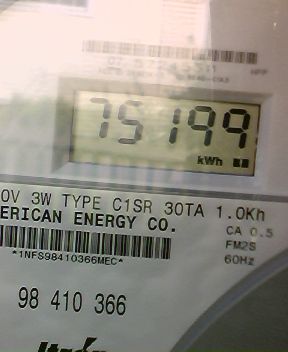 75199
kWh
0V 3W TYPE C1SR 30TA 1.0Kh
ERICAN ENERGY CO.
CA 0.5
FM2S
60Hz
*1NFS98410366MEC*
98 410 366
Itron